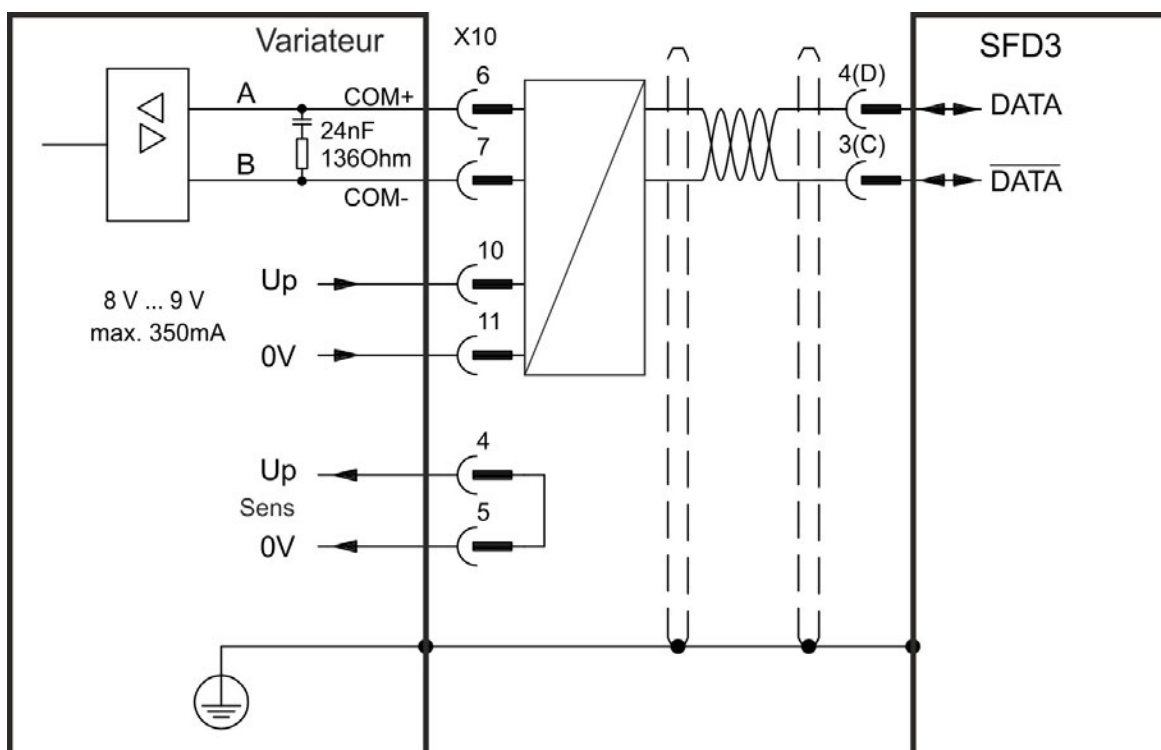 Variateur
X10
SFD3
A
COM+
6
4(D)
DATA
24nF
136Ohm
7
3(C)
B
COM-
DATA
10
Up
8 V ... 9 V
max. 350mA
11
0V
4
Up
Sens
5
0V